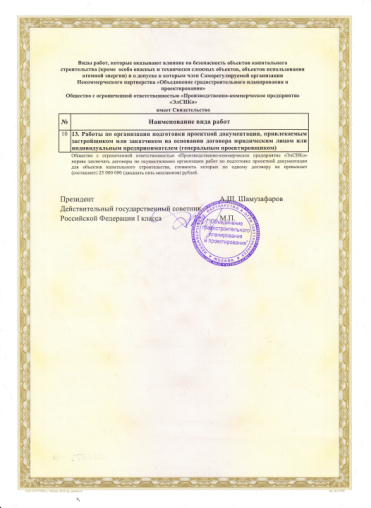 Виды работ, которые оказывают влияние на безопасность объектов капитального
строительства (кроме особо опасных и технически сложных объектов, объектов использования
атомной энергии) и о допуске к которым член Саморегулируемой организации
Некоммерческого партнерства «Объединение градостроительного планирования и
проектирования»
Общество с ограниченной ответственностью «Производственно-коммерческое предприятие
«ЭлСИКо»
имеет Свидетельство
№ Наименование вида работ
10 13. Работы по организации подготовки проектной документации, привлекаемым
застройщиком или заказчиком на основании договора юридическим лицом или
индивидуальным предпринимателем (генеральным проектировщиком)
Общество с ограниченной ответственностью «Производственно-коммерческое предприятие «ЭлСИКо»
вправе заключать договоры по осуществлению организации работ по подготовке проектной документации
для объектов капитального строительства, стоимость которых по одному договору не превышает
(составляет) 25 000 000 (двадцать пять миллионов) рублей.
Президент А.Ш. Шамузафаров
Действительный государственный советник
Российской Федерации I класса М.П.
"Объединение
градостроительного
планирования
и проектирования"